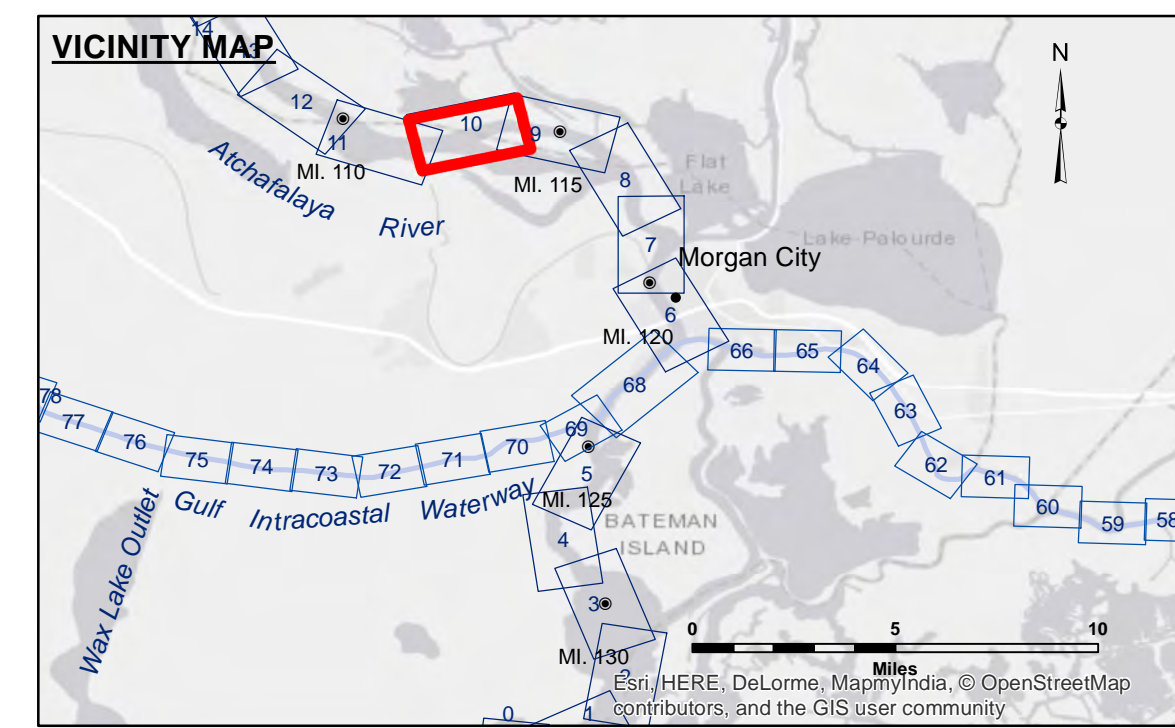 VICINITY MAP
N
14
13
12
11
10
9
MI. 110
MI. 115
Atchafalaya
River
8
Flat
Lake
7
Lake Palourde
Morgan City
6
MI. 120
66
65
64
68
63
78
77
76
75
74
73
72
71
70
69
5
62
61
60
59
58
Wax Lake Outlet
Gulf
Intracoastal
Waterway
MI. 125
BATEMAN
ISLAND
4
3
MI. 130
2
1
0
0
5
10
Miles
Esri, HERE, DeLorme, MapmyIndia, © OpenStreetMap
contributors, and the GIS user community